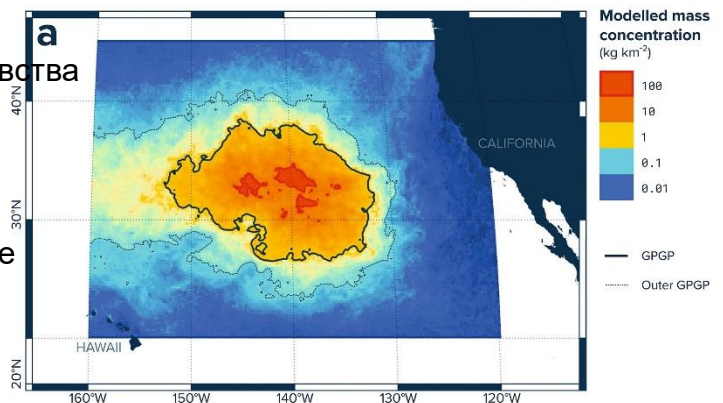 a
вства
е
40°N
30°N
20°N
CALIFORNIA
HAWAII
160°W 150°W 140°W 130°W 120°W
Modelled mass
concentration
(kg km⁻²)
100
10
1
0.1
0.01
GPGP
Outer GPGP